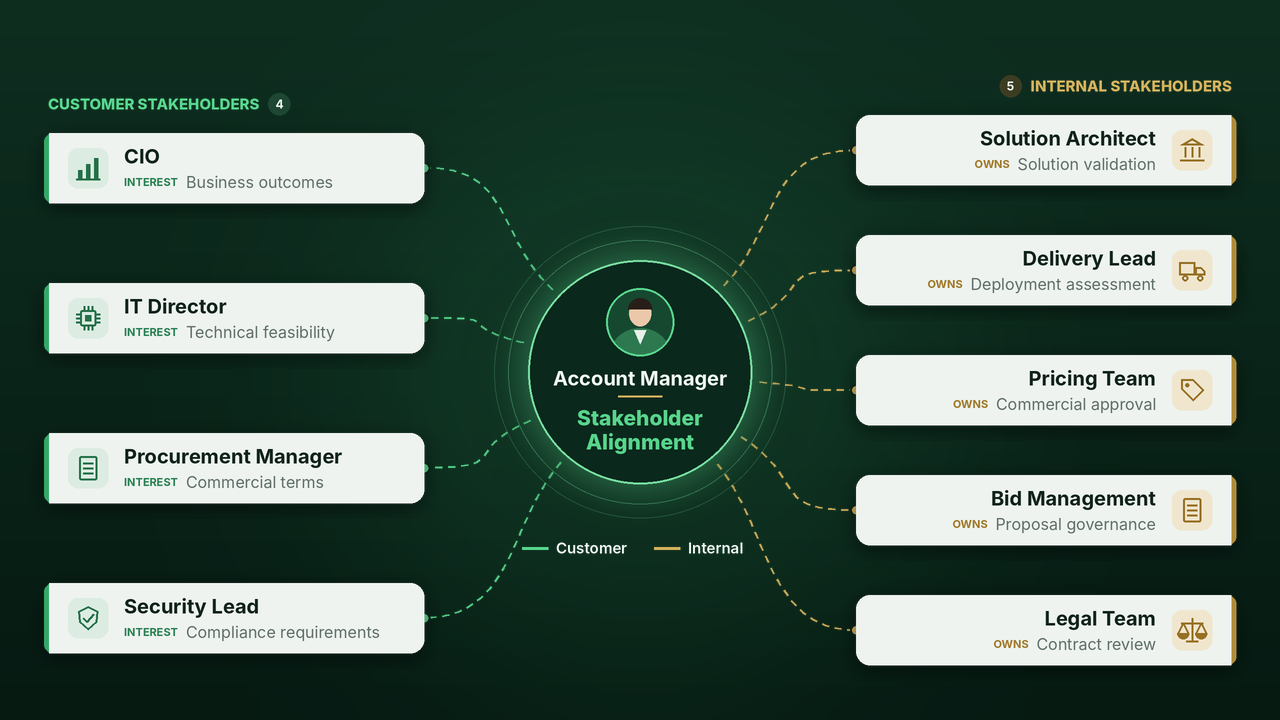 CUSTOMER STAKEHOLDERS 4
CIO
INTEREST Business outcomes
IT Director
INTEREST Technical feasibility
Procurement Manager
INTEREST Commercial terms
Security Lead
INTEREST Compliance requirements
Account Manager
Stakeholder
Alignment
Customer Internal
5 INTERNAL STAKEHOLDERS
Solution Architect
OWNS Solution validation
Delivery Lead
OWNS Deployment assessment
Pricing Team
OWNS Commercial approval
Bid Management
OWNS Proposal governance
Legal Team
OWNS Contract review